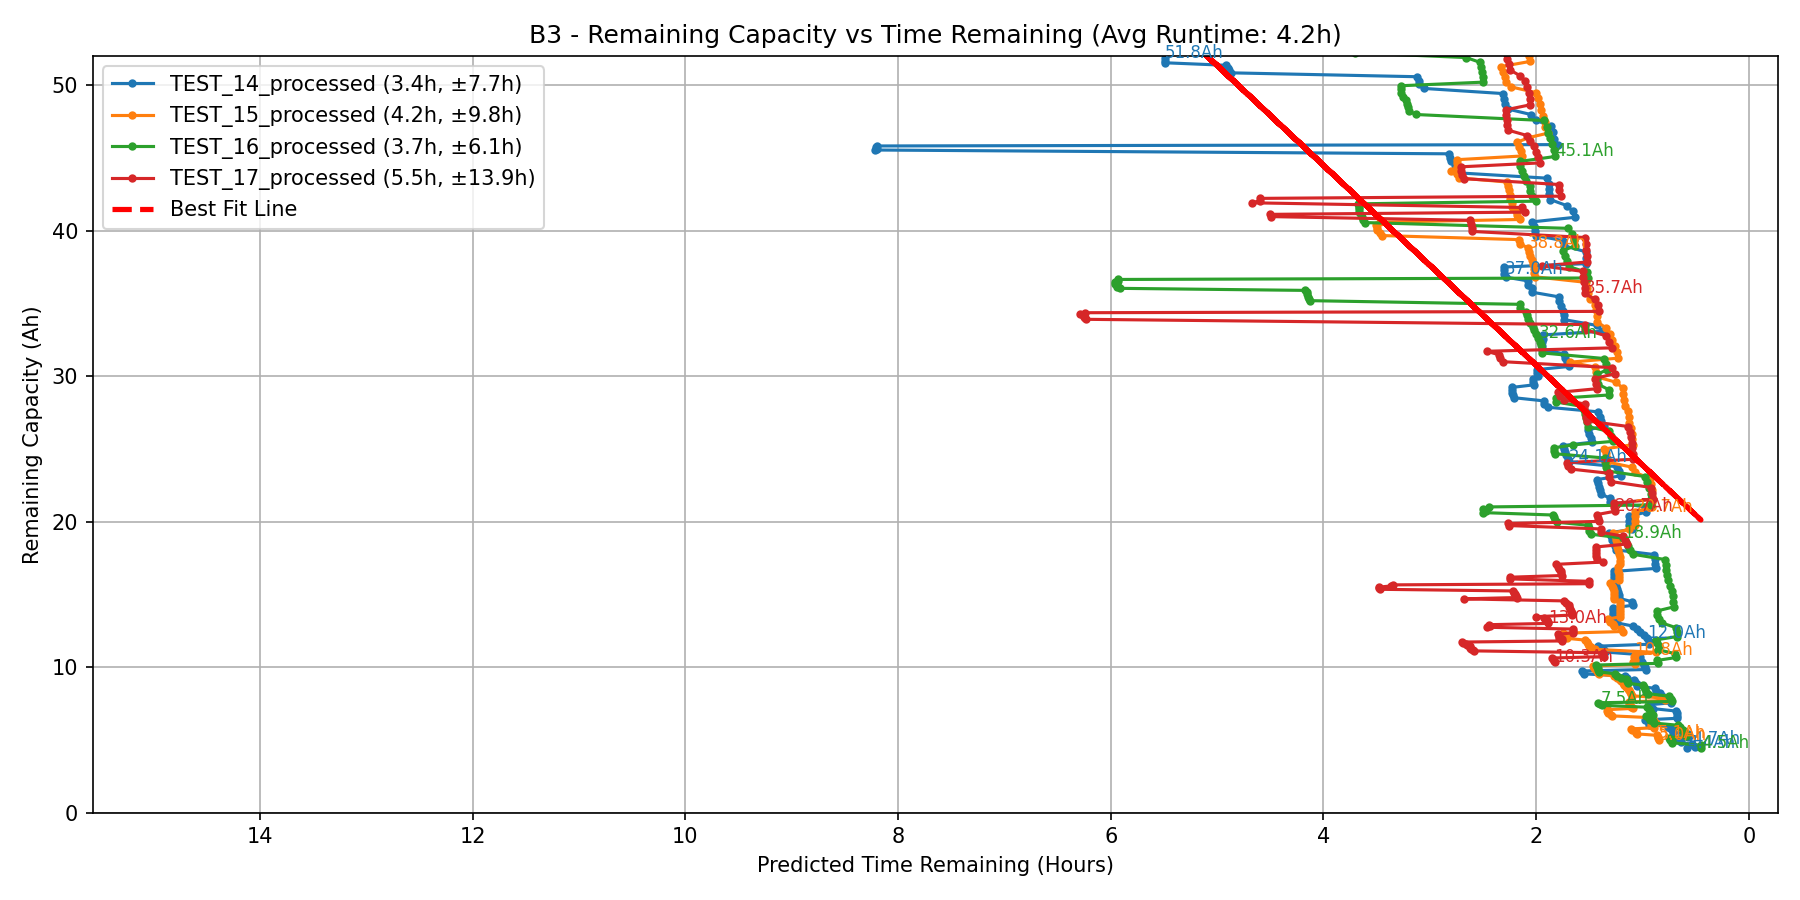 B3 - Remaining Capacity vs Time Remaining (Avg Runtime: 4.2h)
51.8Ah
TEST_14_processed (3.4h, ±7.7h)
TEST_15_processed (4.2h, ±9.8h)
TEST_16_processed (3.7h, ±6.1h)
TEST_17_processed (5.5h, ±13.9h)
Best Fit Line
45.1Ah
38.8Ah
37.0Ah
35.7Ah
32.6Ah
24.1Ah
18.9Ah
13.0Ah
10.3Ah
7.5Ah
50
40
30
20
10
0
Remaining Capacity (Ah)
14
12
10
8
6
4
2
0
Predicted Time Remaining (Hours)